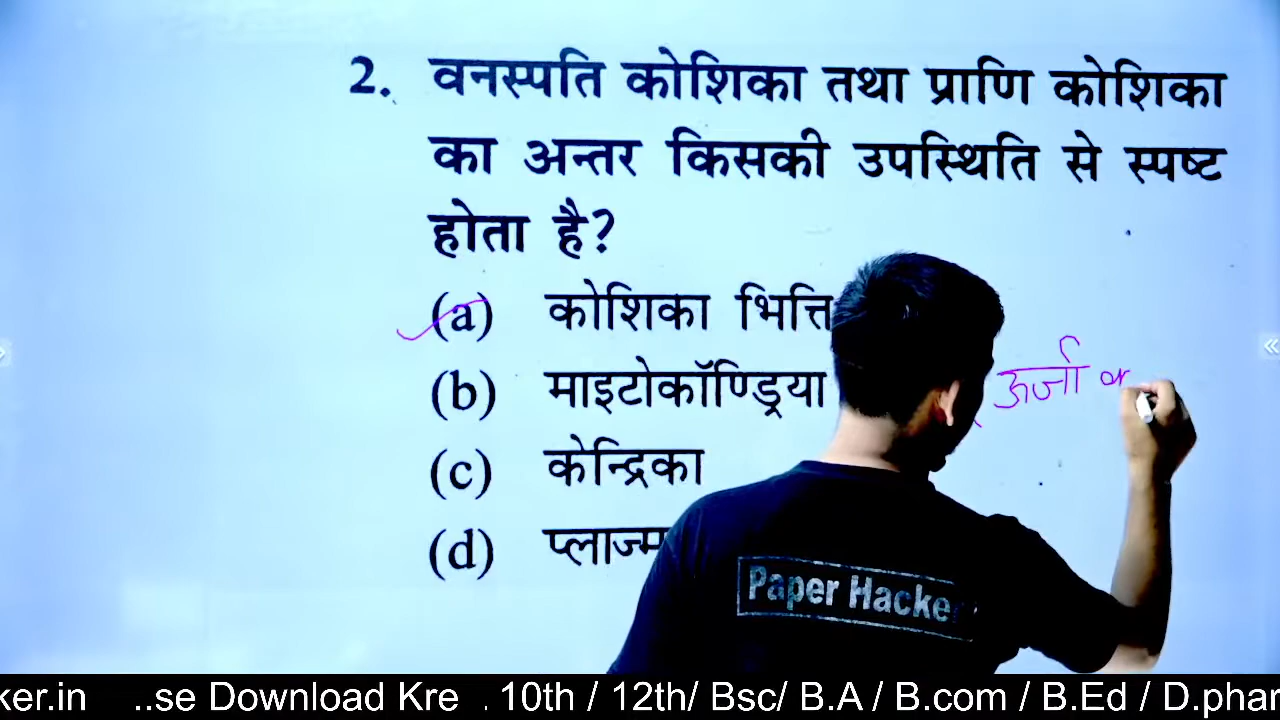 2. वनस्पति कोशिका तथा प्राणि कोशिका
का अन्तर किसकी उपस्थिति से स्पष्ट
होता है?
(a) कोशिका भित्ति
(b) माइटोकॉण्ड्रिया
ऊर्जा
(c) केन्द्रिका
(d)
Paper Hacke
ker.in ..se Download Kre . 10th / 12th/ Bsc/ B.A / B.com / B.Ed / D.phar